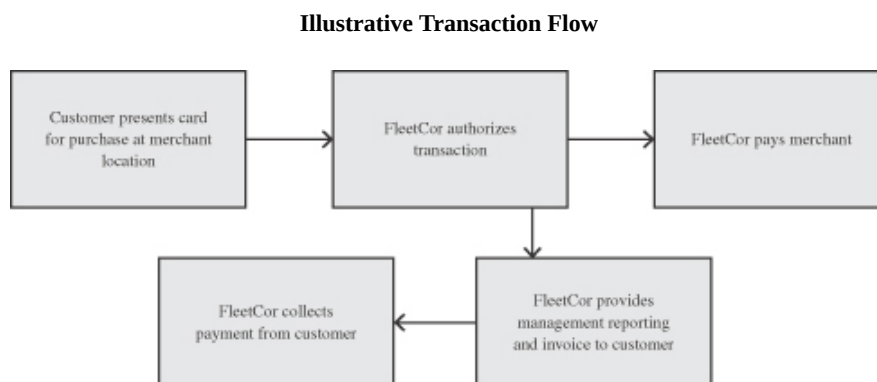 Illustrative Transaction Flow
Customer presents card
for purchase at merchant
location
FleetCor authorizes
transaction
FleetCor pays merchant
FleetCor collects
payment from customer
FleetCor provides
management reporting
and invoice to customer